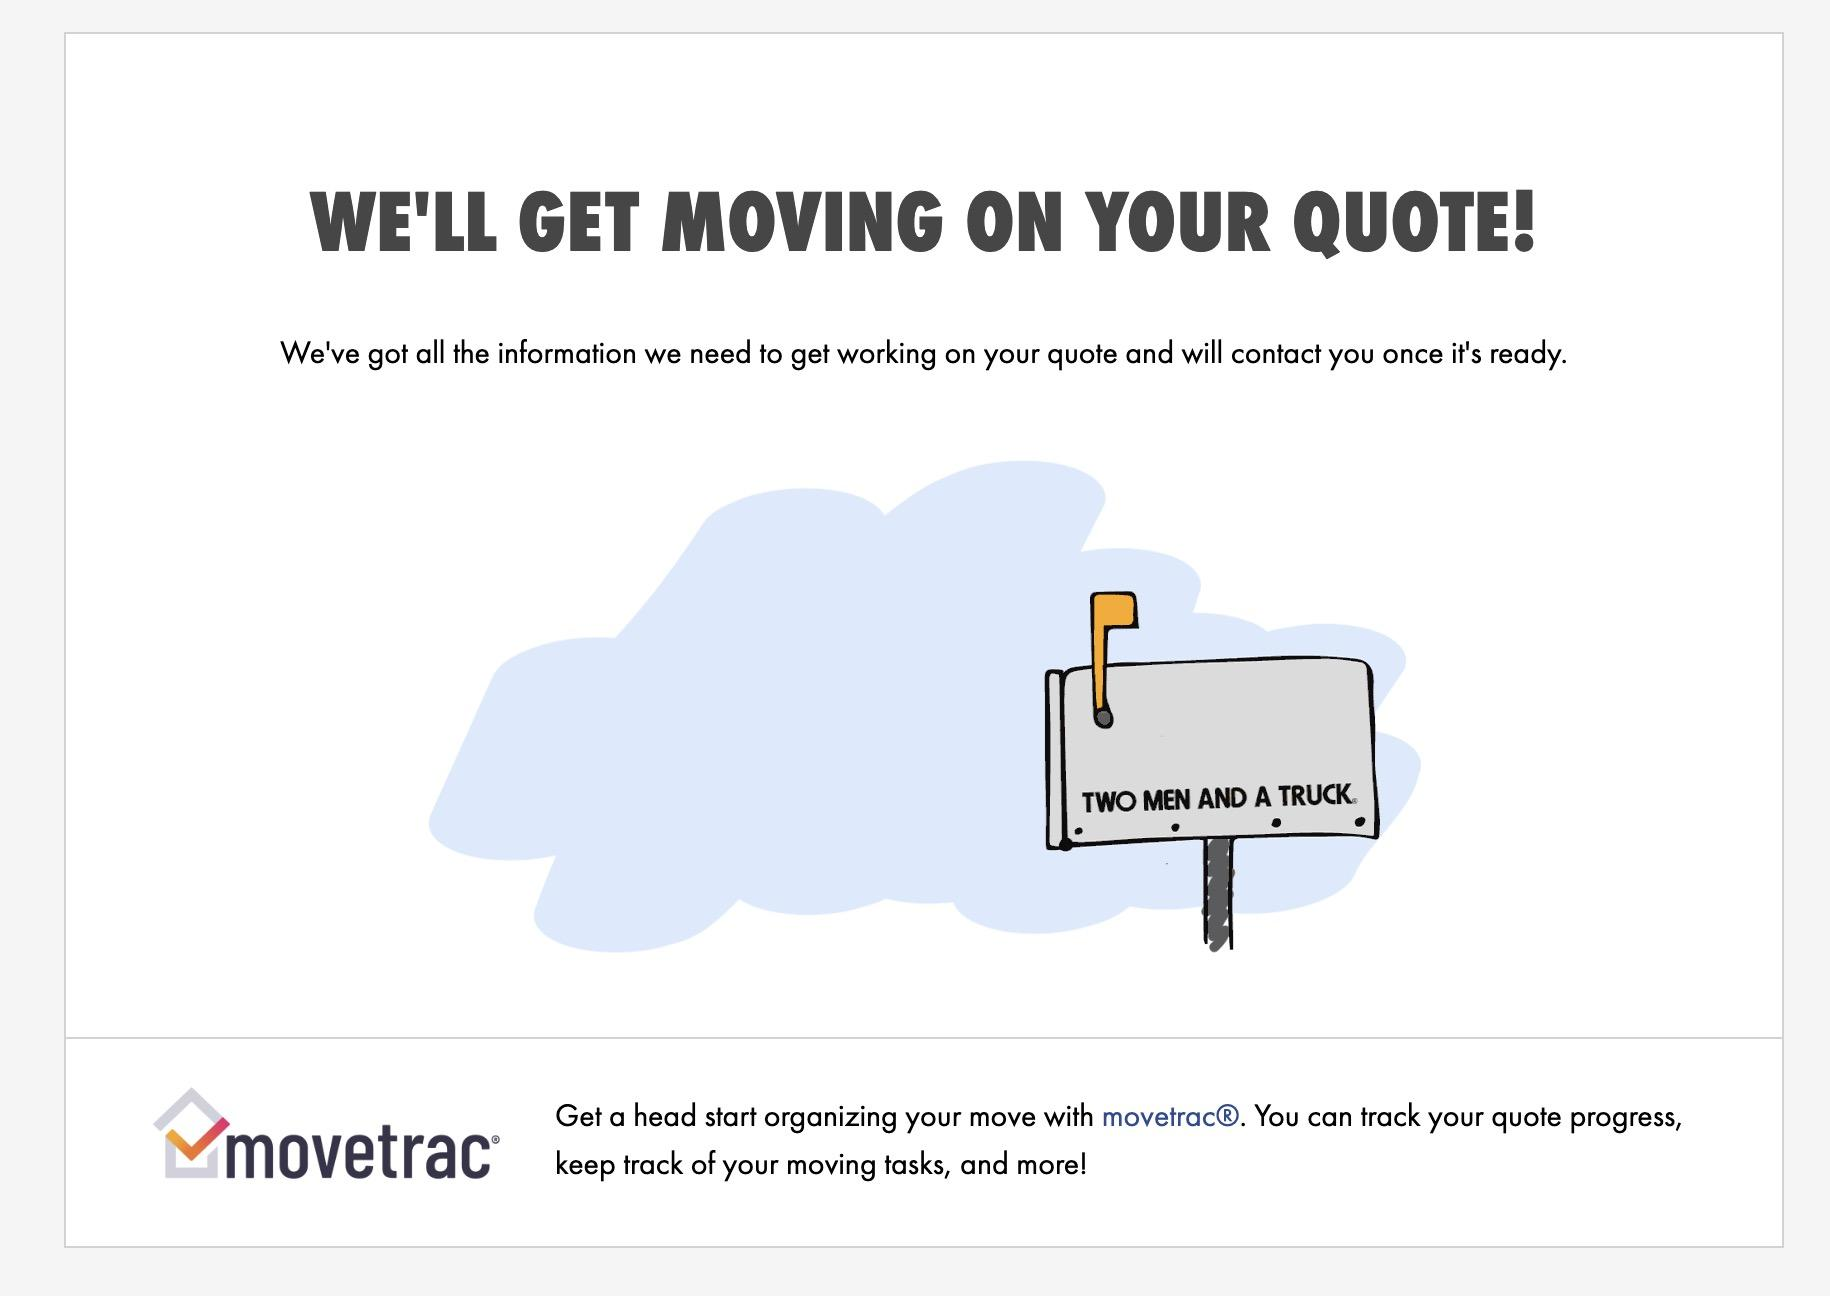 WE'LL GET MOVING ON YOUR QUOTE!
We've got all the information we need to get working on your quote and will contact you once it's ready.
TWO MEN AND A TRUCK®
movetrac®
Get a head start organizing your move with movetrac®. You can track your quote progress,
keep track of your moving tasks, and more!